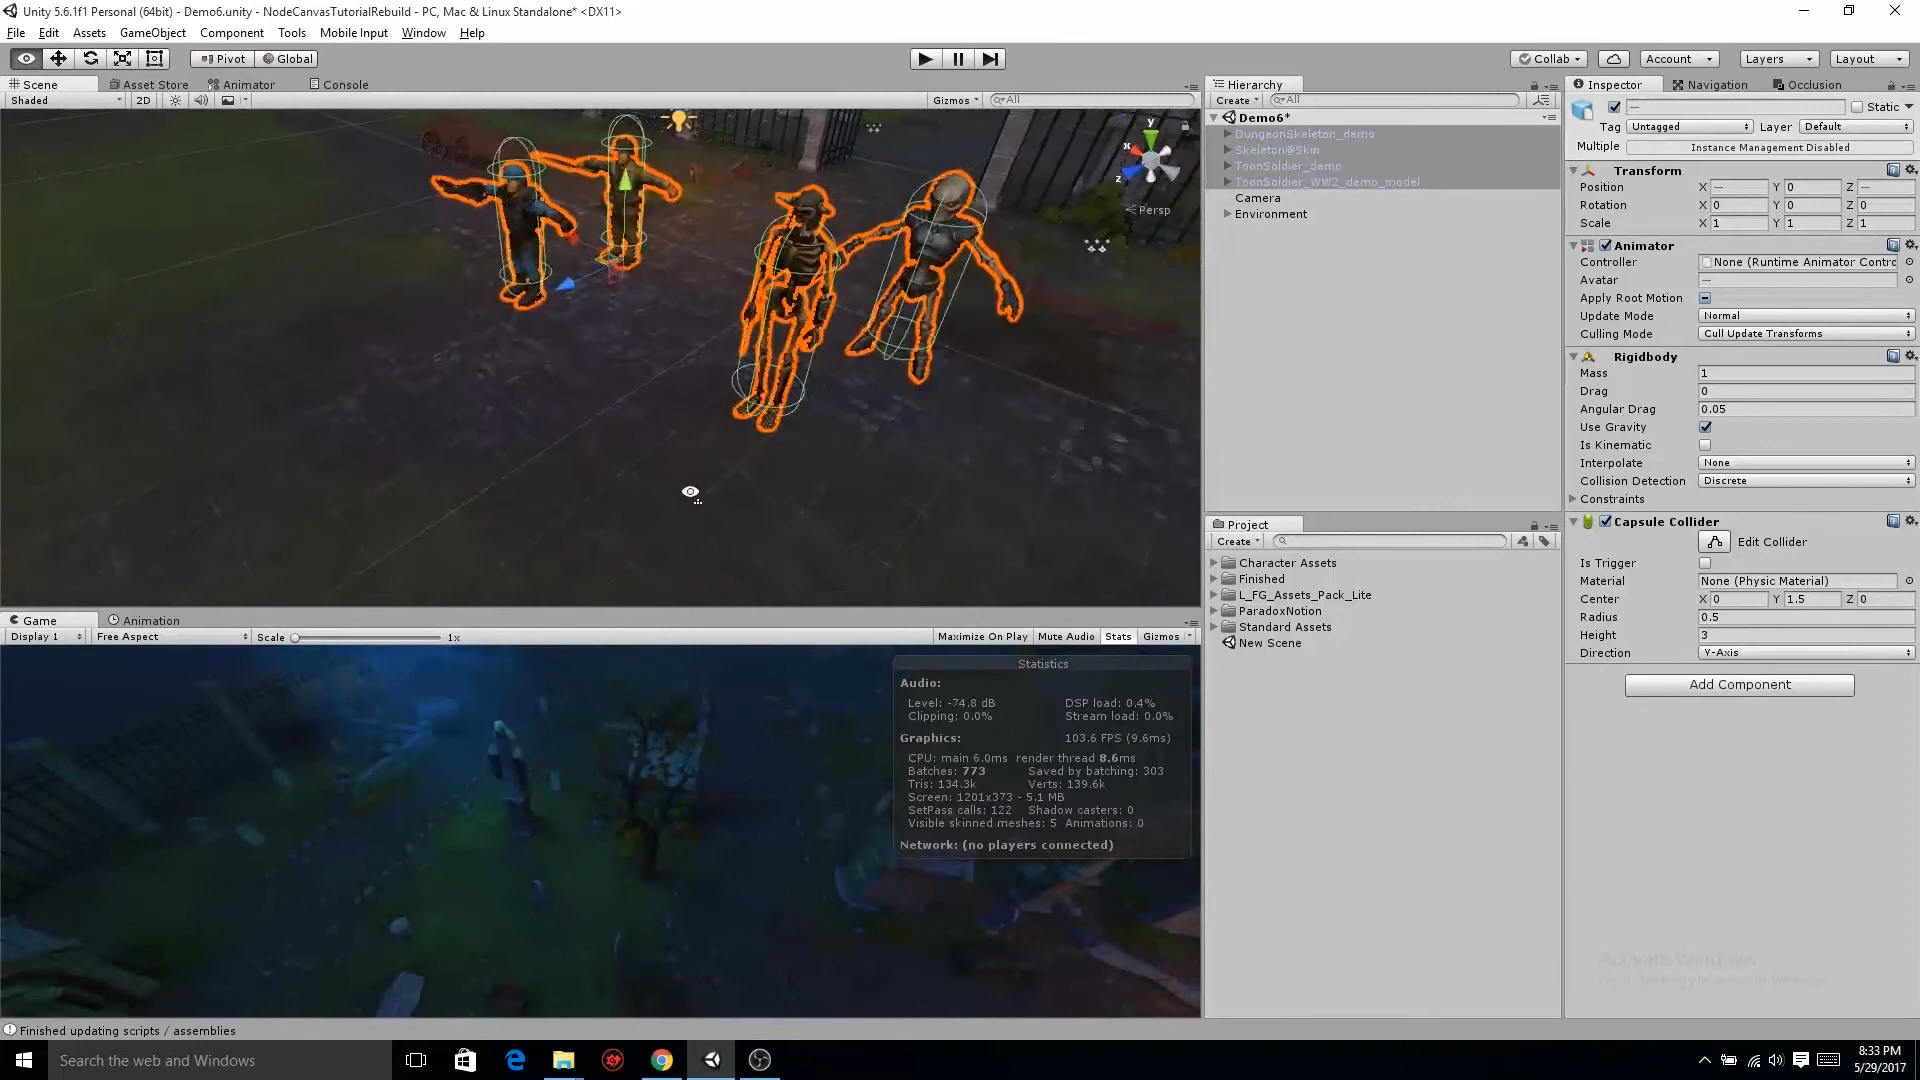 Unity 5.6.1f1 Personal (64bit) - Demo6.unity - NodeCanvasTutorialRebuild - PC, Mac & Linux Standalone* <DX11>
File Edit Assets GameObject Component Tools Mobile Input Window Help
Pivot Global Collab Account Layers Layout
Scene Asset Store Animator Console
Shaded 2D Gizmos All
y
x
z
Persp
Hierarchy
Create All
Demo6*
DungeonSkeleton_demo
Skeleton@Skin
ToonSoldier_demo
ToonSoldier_WW2_demo_model
Camera
Environment
Project
Create
Character Assets
Finished
L_FG_Assets_Pack_Lite
ParadoxNotion
Standard Assets
New Scene
Inspector Navigation Occlusion
— Static
Tag Untagged Layer Default
Multiple Instance Management Disabled
Transform
Position X — Y 0 Z —
Rotation X 0 Y 0 Z 0
Scale X 1 Y 1 Z 1
Animator
Controller None (Runtime Animator Contro
Avatar —
Apply Root Motion
Update Mode Normal
Culling Mode Cull Update Transforms
Rigidbody
Mass 1
Drag 0
Angular Drag 0.05
Use Gravity
Is Kinematic
Interpolate None
Collision Detection Discrete
Constraints
Capsule Collider
Edit Collider
Is Trigger
Material None (Physic Material)
Center X 0 Y 1.5 Z 0
Radius 0.5
Height 3
Direction Y-Axis
Add Component
Activate Windows
Game Animation
Display 1 Free Aspect Scale 1x Maximize On Play Mute Audio Stats Gizmos
Statistics
Audio:
Level: -74.8 dB DSP load: 0.4%
Clipping: 0.0% Stream load: 0.0%
Graphics: 103.6 FPS (9.6ms)
CPU: main 6.0ms render thread 8.6ms
Batches: 773 Saved by batching: 303
Tris: 134.3k Verts: 139.6k
Screen: 1201x373 - 5.1 MB
SetPass calls: 122 Shadow casters: 0
Visible skinned meshes: 5 Animations: 0
Network: (no players connected)
Finished updating scripts / assemblies
Search the web and Windows
8:33 PM
5/29/2017